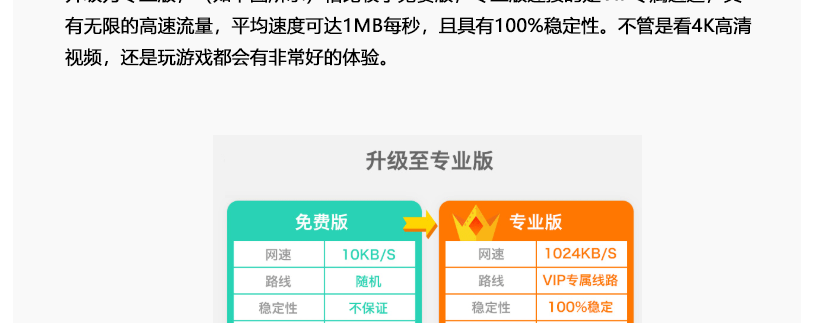 有无限的高速流量，平均速度可达1MB每秒，且具有100%稳定性。不管是看4K高清
视频，还是玩游戏都会有非常好的体验。
升级至专业版
免费版 专业版
网速 10KB/S 网速 1024KB/S
路线 随机 路线 VIP专属线路
稳定性 不保证 稳定性 100%稳定